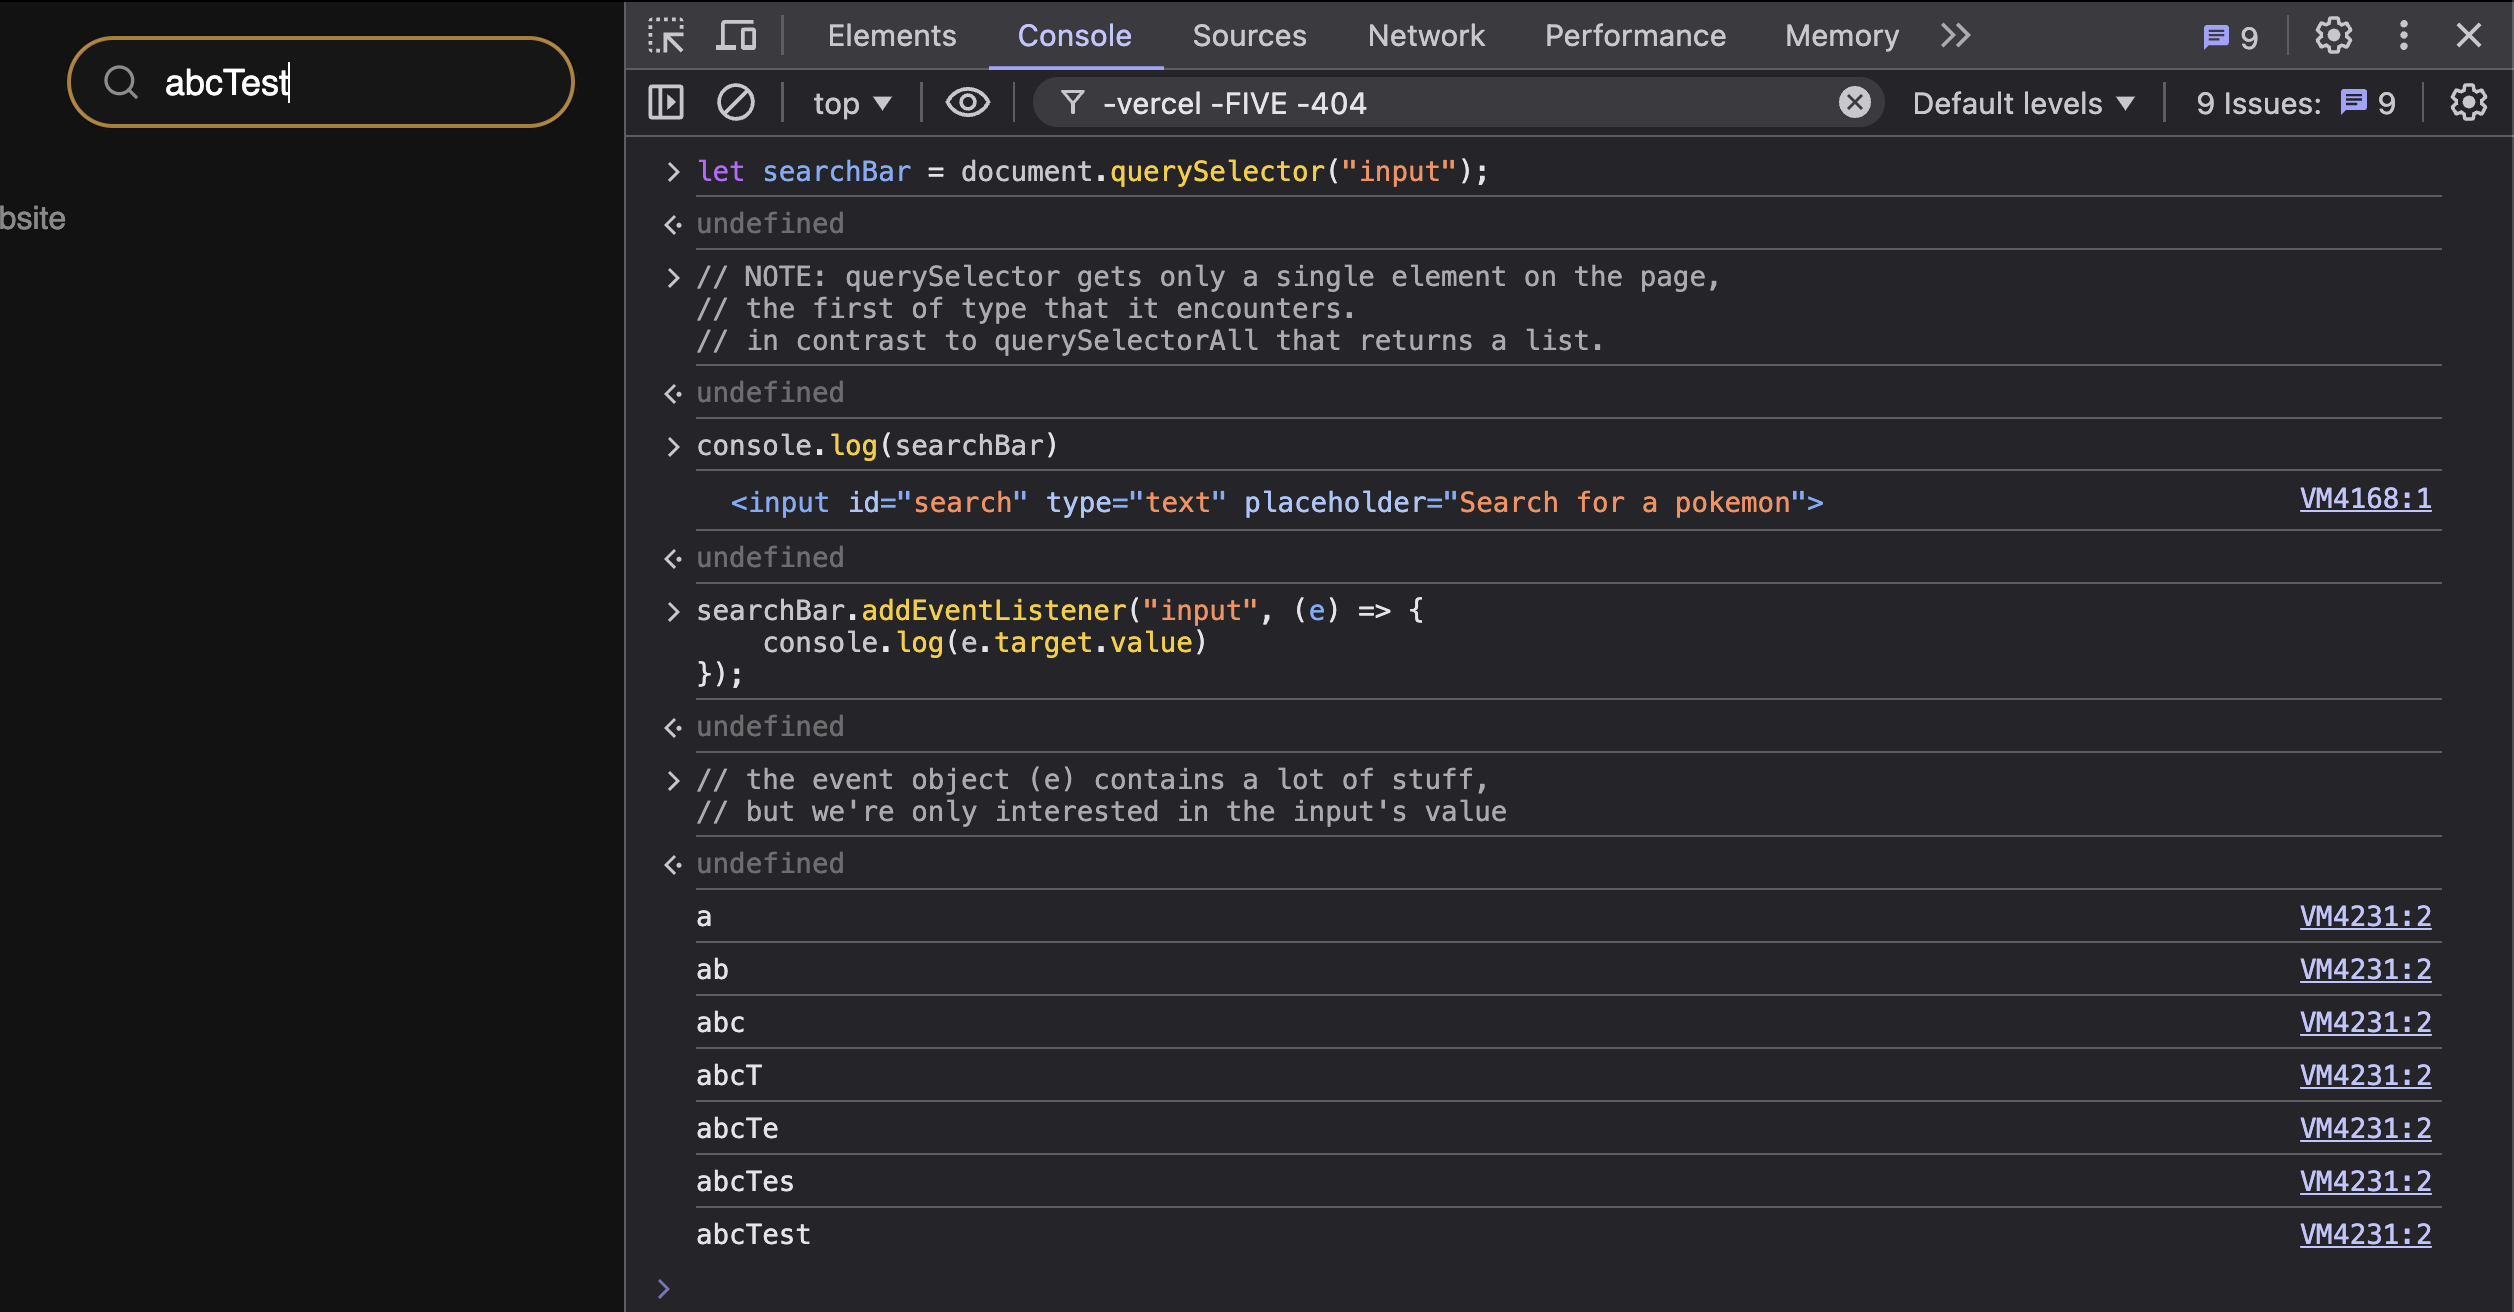 abcTest
bsite
Elements Console Sources Network Performance Memory 9
top -vercel -FIVE -404 Default levels 9 Issues: 9
let searchBar = document.querySelector("input");
undefined
// NOTE: querySelector gets only a single element on the page,
// the first of type that it encounters.
// in contrast to querySelectorAll that returns a list.
undefined
console.log(searchBar)
<input id="search" type="text" placeholder="Search for a pokemon"> VM4168:1
undefined
searchBar.addEventListener("input", (e) => {
    console.log(e.target.value)
});
undefined
// the event object (e) contains a lot of stuff,
// but we're only interested in the input's value
undefined
a VM4231:2
ab VM4231:2
abc VM4231:2
abcT VM4231:2
abcTe VM4231:2
abcTes VM4231:2
abcTest VM4231:2